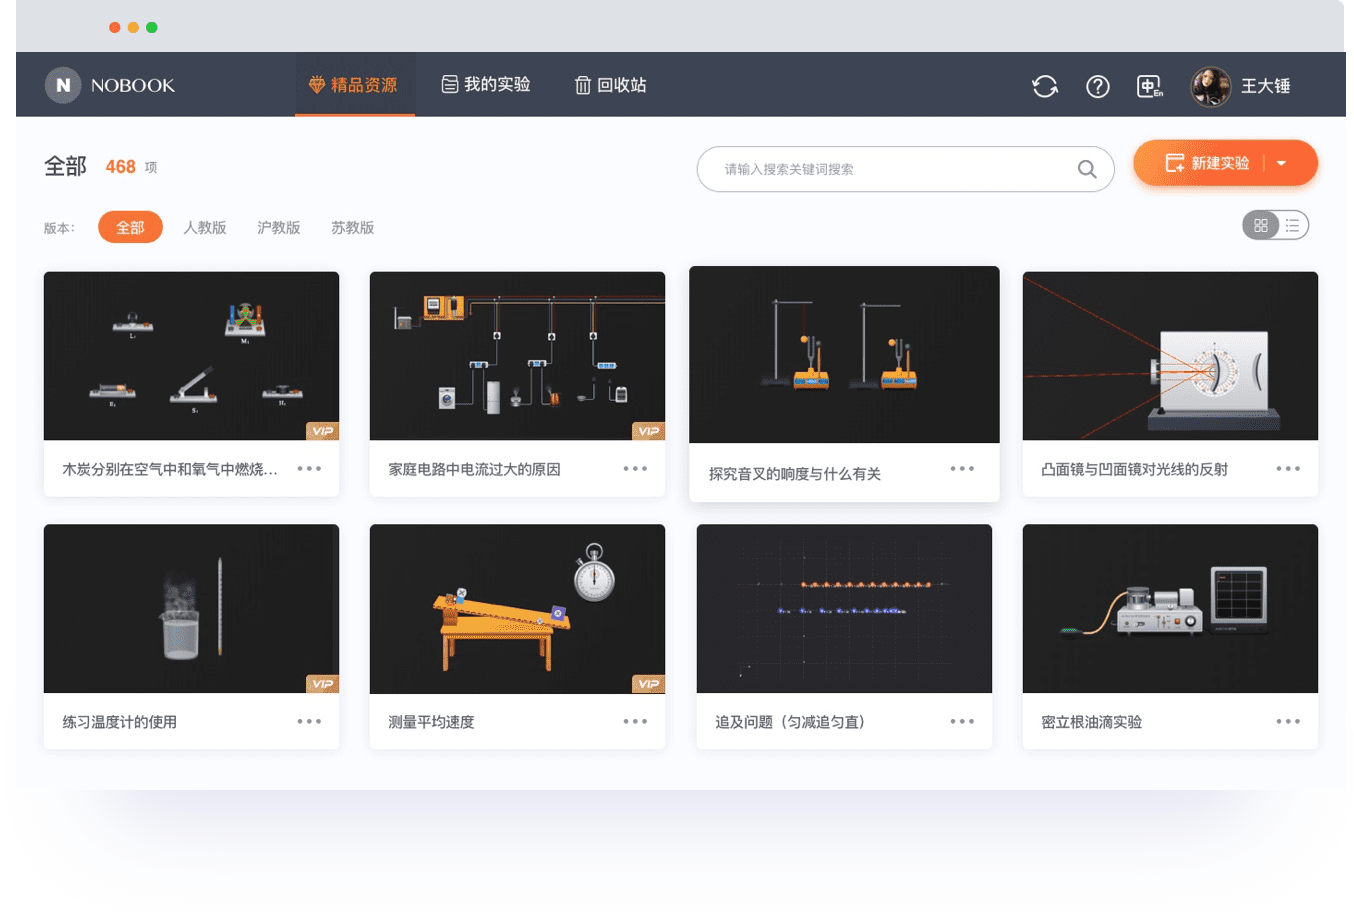 N NOBOOK 精品资源 我的实验 回收站 中En 王大锤
全部 468 项 请输入搜索关键词搜索 新建实验
版本: 全部 人教版 沪教版 苏教版
VIP VIP
木炭分别在空气中和氧气中燃烧... 家庭电路中电流过大的原因 探究音叉的响度与什么有关 凸面镜与凹面镜对光线的反射
VIP VIP
练习温度计的使用 测量平均速度 追及问题（匀减追匀直） 密立根油滴实验